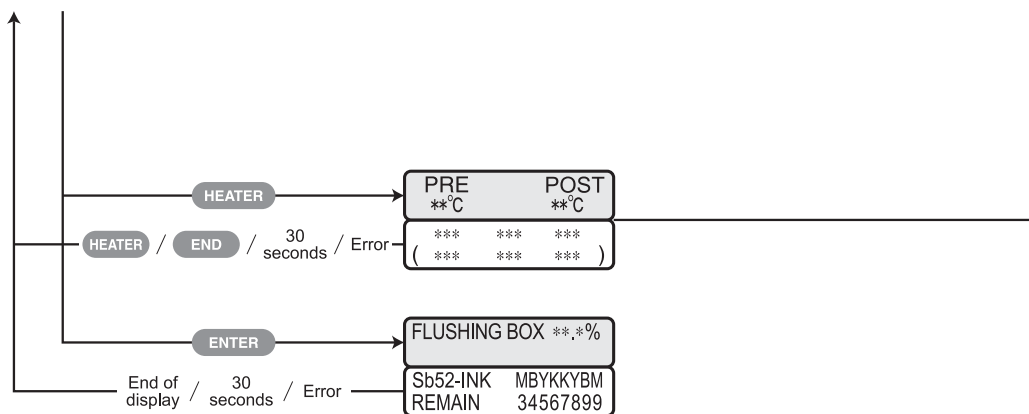 HEATER
PRE POST
**°C **°C
HEATER / END / 30 seconds / Error
*** *** ***
( *** *** *** )
ENTER
FLUSHING BOX **.*%
End of display / 30 seconds / Error
Sb52-INK MBYKKYBM
REMAIN 34567899